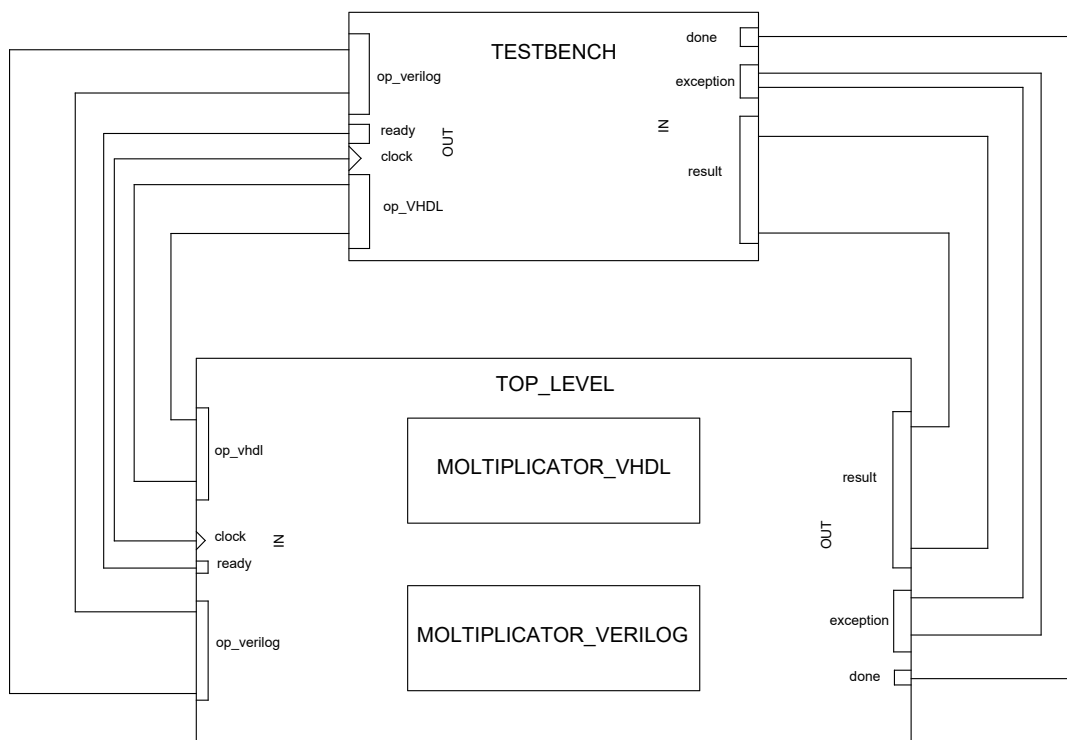 TESTBENCH
done
op_verilog
exception
ready
OUT
IN
clock
result
op_VHDL
TOP_LEVEL
op_vhdl
MOLTIPLICATOR_VHDL
result
clock
IN
OUT
ready
op_verilog
MOLTIPLICATOR_VERILOG
exception
done